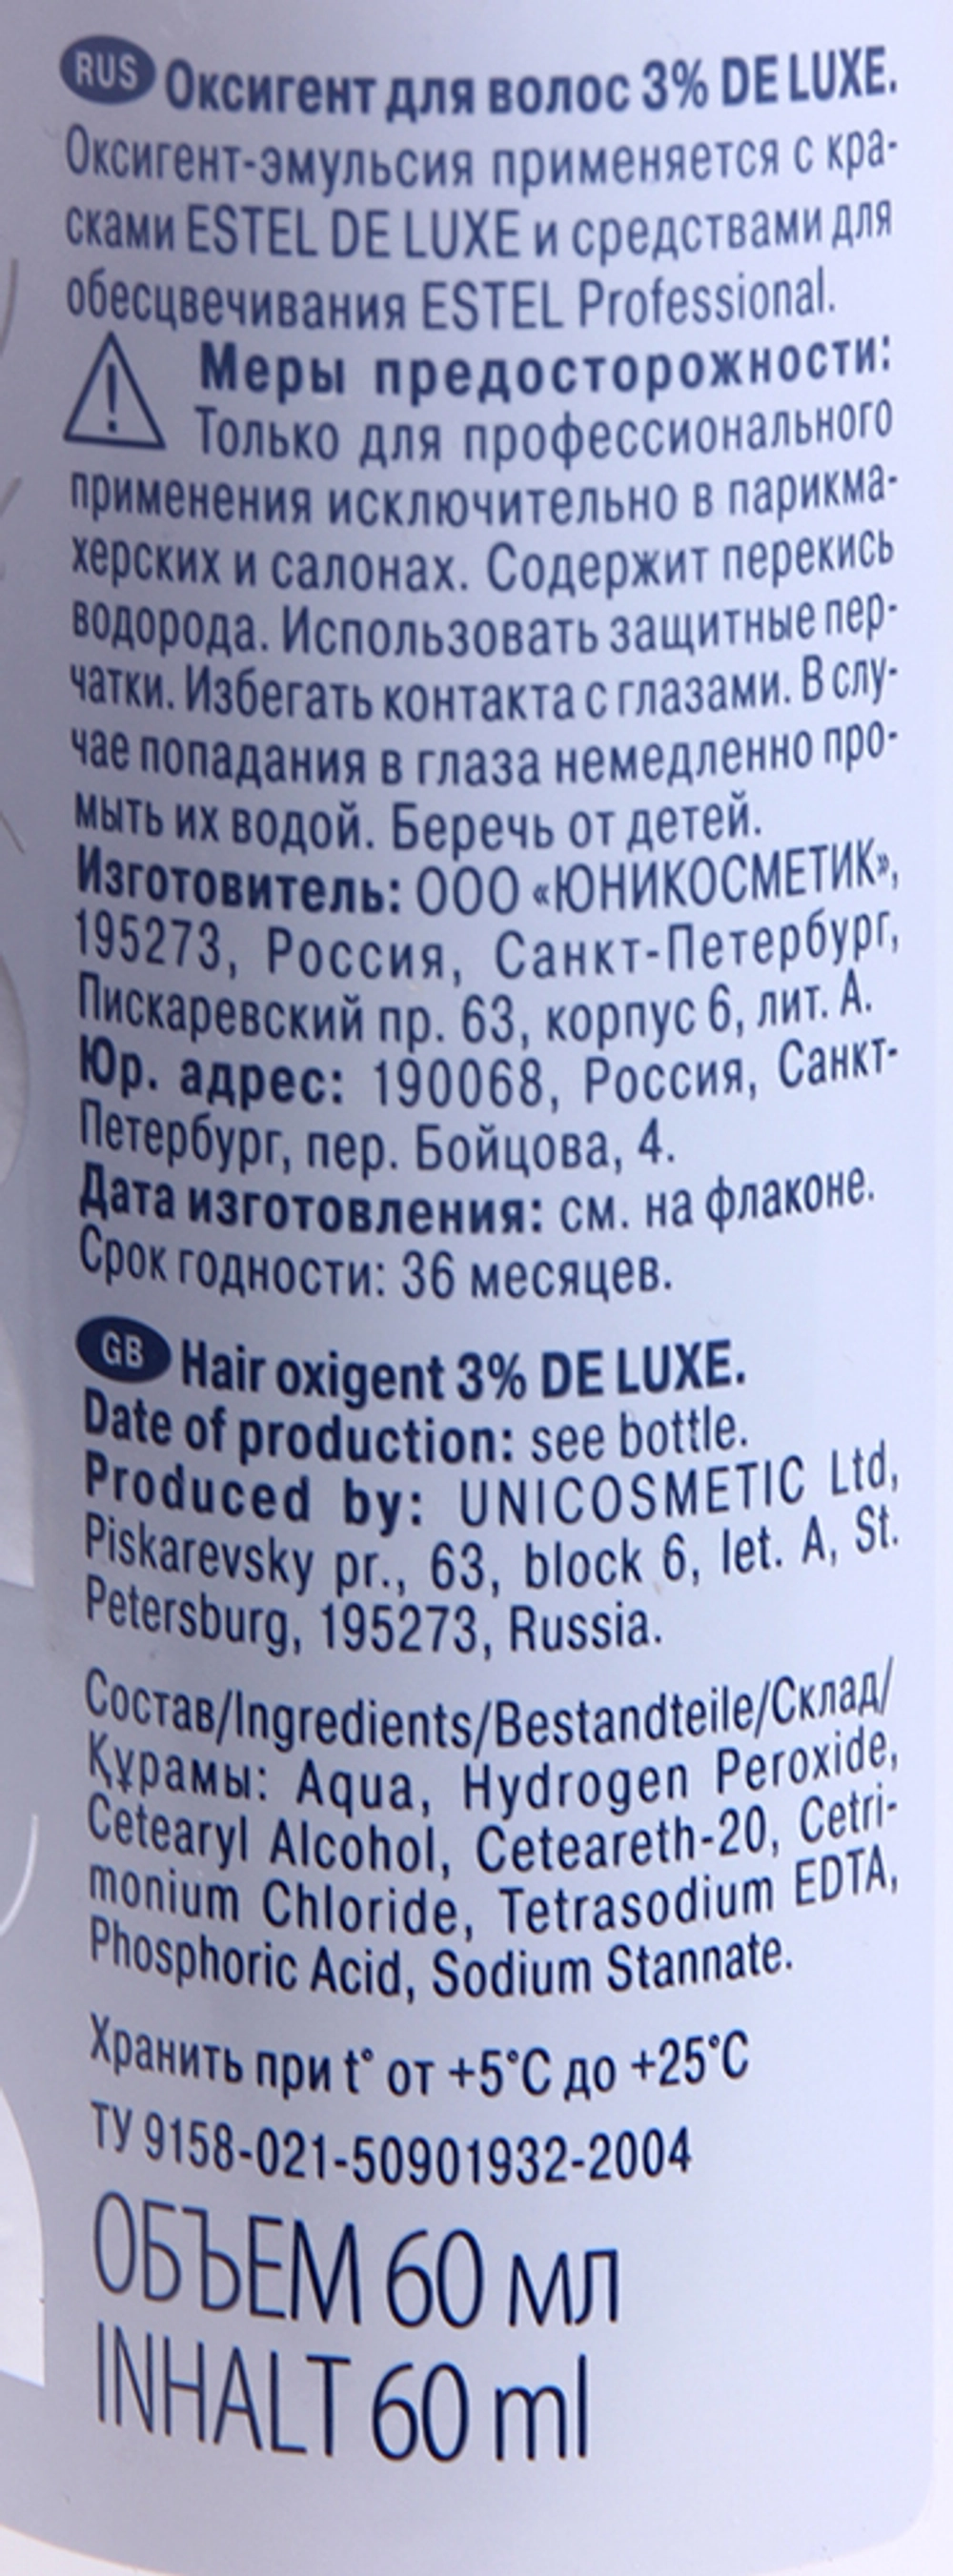 RUS Оксигент для волос 3% DE LUXE.
Оксигент-эмульсия применяется с кра-
сками ESTEL DE LUXE и средствами для
обесцвечивания ESTEL Professional.
Меры предосторожности:
Только для профессионального
применения исключительно в парикма-
херских и салонах. Содержит перекись
водорода. Использовать защитные пер-
чатки. Избегать контакта с глазами. В слу-
чае попадания в глаза немедленно про-
мыть их водой. Беречь от детей.
Изготовитель: ООО «ЮНИКОСМЕТИК»,
195273, Россия, Санкт-Петербург,
Пискаревский пр. 63, корпус 6, лит. А.
Юр. адрес: 190068, Россия, Санкт-
Петербург, пер. Бойцова, 4.
Дата изготовления: см. на флаконе.
Срок годности: 36 месяцев.
GB Hair oxigent 3% DE LUXE.
Date of production: see bottle.
Produced by: UNICOSMETIC Ltd,
Piskarevsky pr., 63, block 6, let. A, St.
Petersburg, 195273, Russia.
Состав/Ingredients/Bestandteile/Склад/
Құрамы: Aqua, Hydrogen Peroxide,
Cetearyl Alcohol, Ceteareth-20, Cetri-
monium Chloride, Tetrasodium EDTA,
Phosphoric Acid, Sodium Stannate.
Хранить при t° от +5°С до +25°С
ТУ 9158-021-50901932-2004
ОБЪЕМ 60 мл
INHALT 60 ml